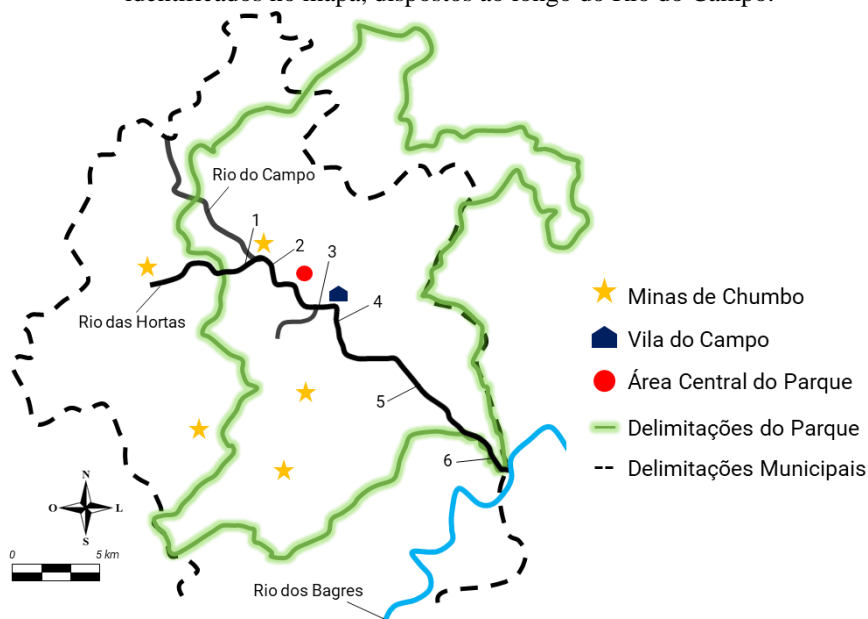 identificados no mapa, dispostos ao longo do Rio do Campo.
Rio do Campo
1
2
3
Rio das Hortas
4
5
6
Minas de Chumbo
Vila do Campo
Área Central do Parque
Delimitações do Parque
Delimitações Municipais
N
O
L
S
0
5 km
Rio dos Bagres